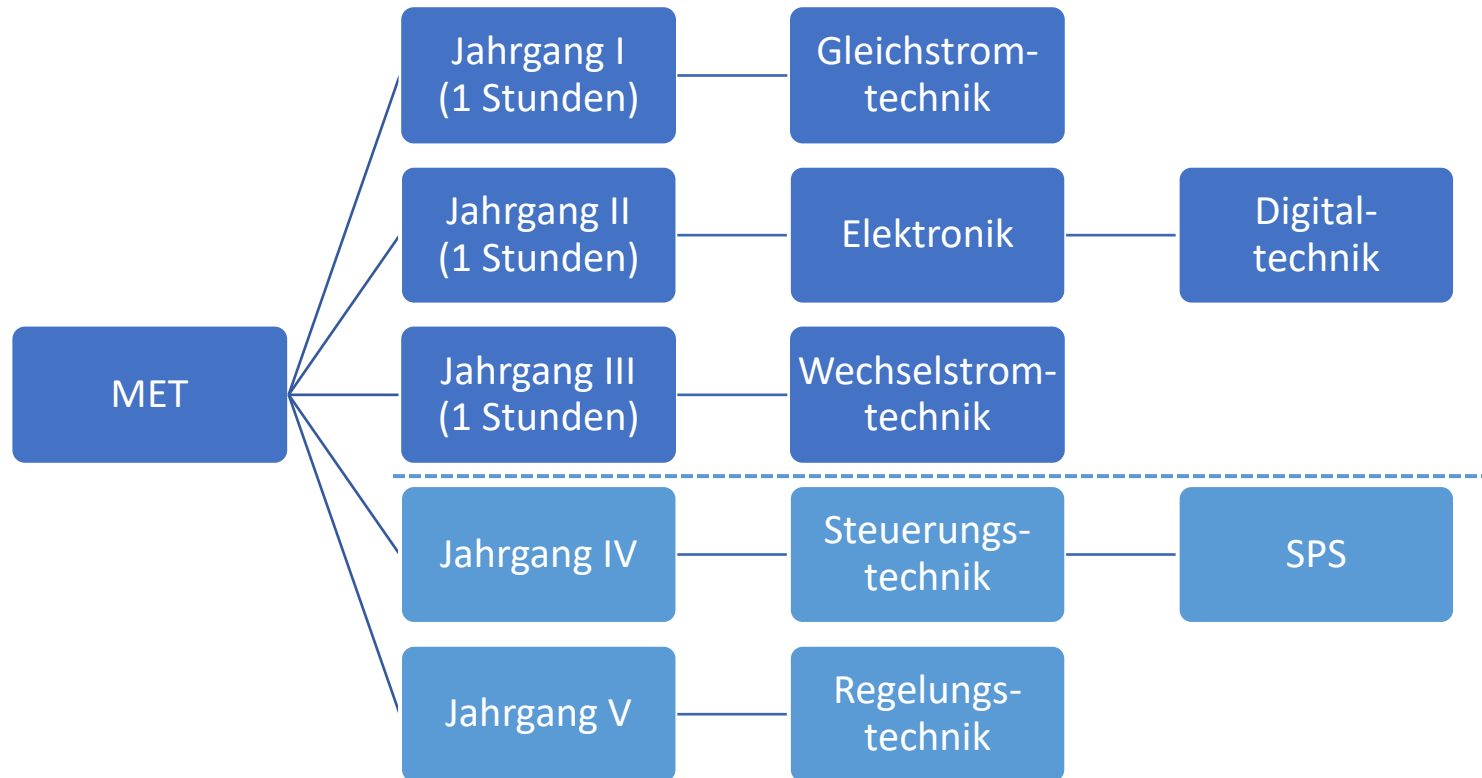 Jahrgang I
(1 Stunden)
Gleichstrom-
technik
Jahrgang II
(1 Stunden)
Elektronik
Digital-
technik
MET
Jahrgang III
(1 Stunden)
Wechselstrom-
technik
Jahrgang IV
Steuerungs-
technik
SPS
Jahrgang V
Regelungs-
technik